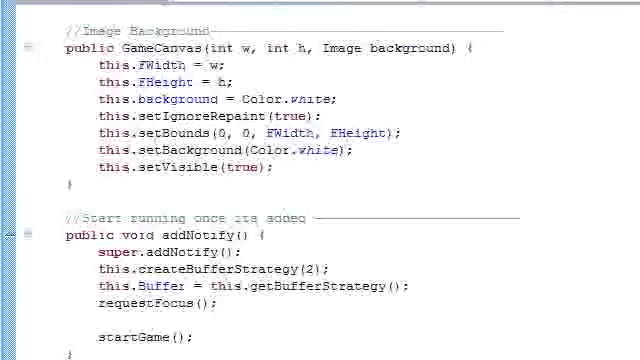 //Image Background
public GameCanvas(int w, int h, Image background) {
this.FWidth = w;
this.FHeight = h;
this.background = Color.white;
this.setIgnoreRepaint(true);
this.setBounds(0, 0, FWidth, FHeight);
this.setBackground(Color.white);
this.setVisible(true);
}
//Start running once its added
public void addNotify() {
super.addNotify();
this.createBufferStrategy(2);
this.Buffer = this.getBufferStrategy();
requestFocus();
startGame();
}